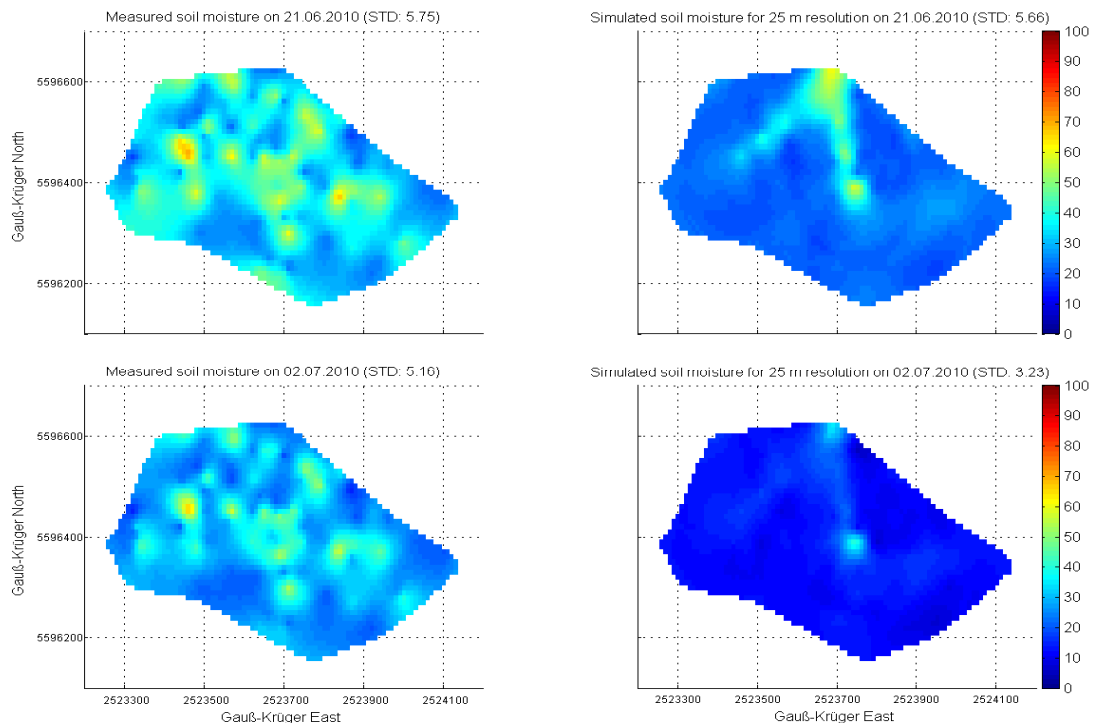 Measured soil moisture on 21.06.2010 (STD: 5.75)
Simulated soil moisture for 25 m resolution on 21.06.2010 (STD: 5.66)
Gauß-Krüger North
5596600
5596400
5596200
100
90
80
70
60
50
40
30
20
10
0
Measured soil moisture on 02.07.2010 (STD: 5.16)
Simulated soil moisture for 25 m resolution on 02.07.2010 (STD: 3.23)
Gauß-Krüger North
5596600
5596400
5596200
100
90
80
70
60
50
40
30
20
10
0
2523300 2523500 2523700 2523900 2524100
Gauß-Krüger East
2523300 2523500 2523700 2523900 2524100
Gauß-Krüger East